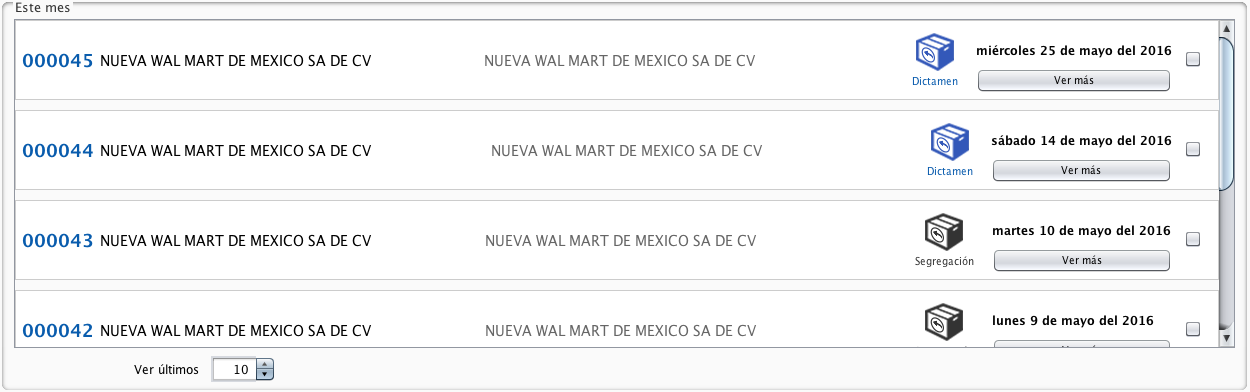 Este mes
000045 NUEVA WAL MART DE MEXICO SA DE CV NUEVA WAL MART DE MEXICO SA DE CV miércoles 25 de mayo del 2016
Dictamen Ver más
000044 NUEVA WAL MART DE MEXICO SA DE CV NUEVA WAL MART DE MEXICO SA DE CV sábado 14 de mayo del 2016
Dictamen Ver más
000043 NUEVA WAL MART DE MEXICO SA DE CV NUEVA WAL MART DE MEXICO SA DE CV martes 10 de mayo del 2016
Segregación Ver más
000042 NUEVA WAL MART DE MEXICO SA DE CV NUEVA WAL MART DE MEXICO SA DE CV lunes 9 de mayo del 2016
Ver últimos 10